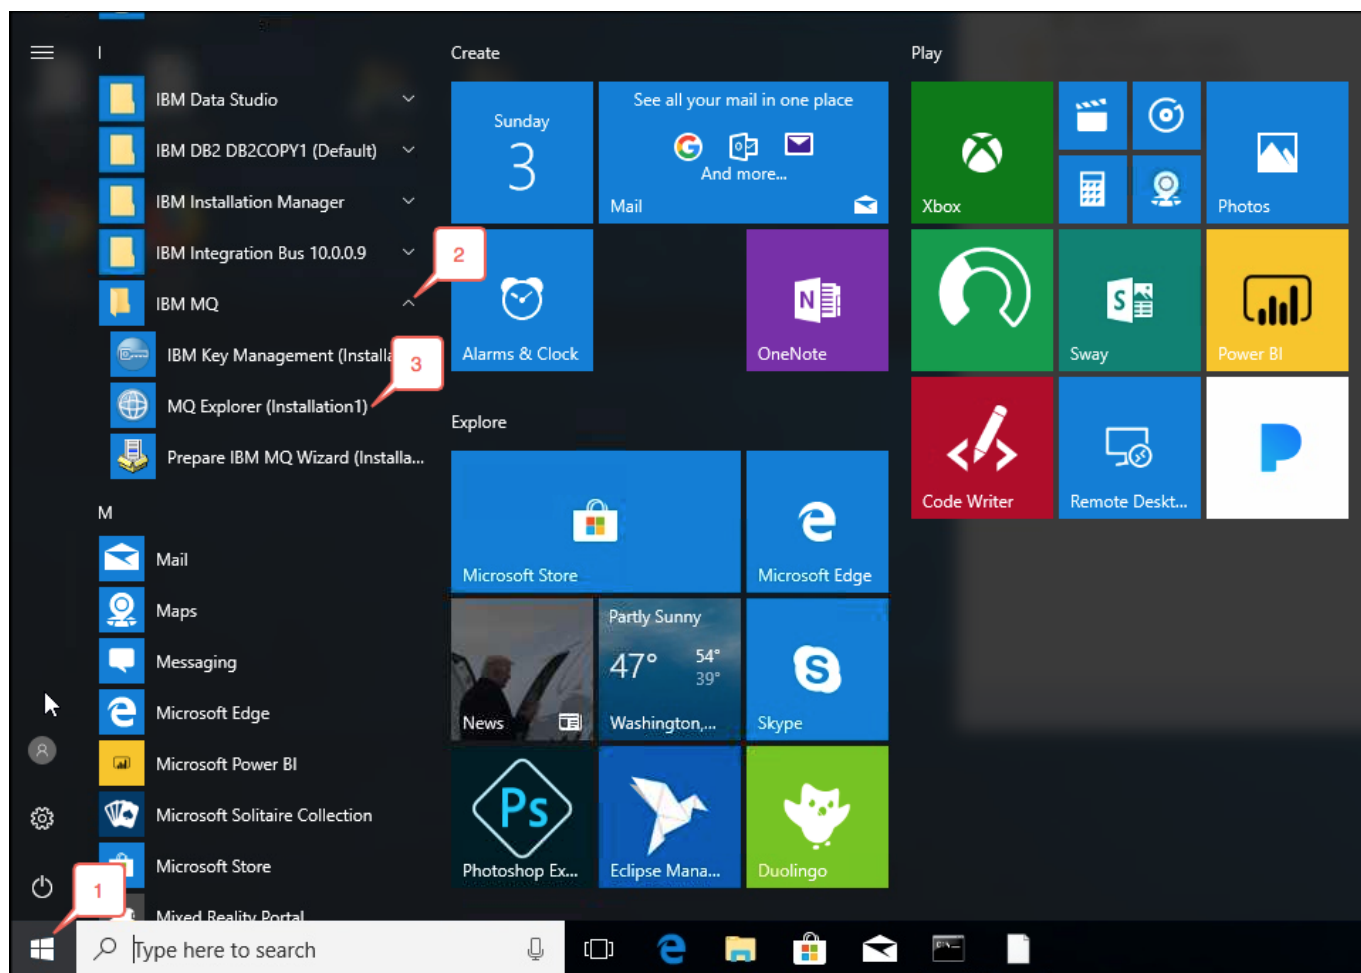 I
IBM Data Studio
IBM DB2 DB2COPY1 (Default)
IBM Installation Manager
IBM Integration Bus 10.0.0.9
2
IBM MQ
IBM Key Management (Installa
3
MQ Explorer (Installation1)
Prepare IBM MQ Wizard (Installa...
M
Mail
Maps
Messaging
Microsoft Edge
Microsoft Power BI
Microsoft Solitaire Collection
Microsoft Store
1
Mixed Reality Portal
Create
Sunday
3
See all your mail in one place
And more...
Mail
Alarms & Clock
N
OneNote
Explore
Microsoft Store
Microsoft Edge
News
Partly Sunny
47° 54°
39°
Washington,...
S
Skype
Ps
Photoshop Ex...
Eclipse Mana...
Duolingo
Play
Xbox
Photos
S
Sway
Power BI
Code Writer
Remote Deskt...
Type here to search